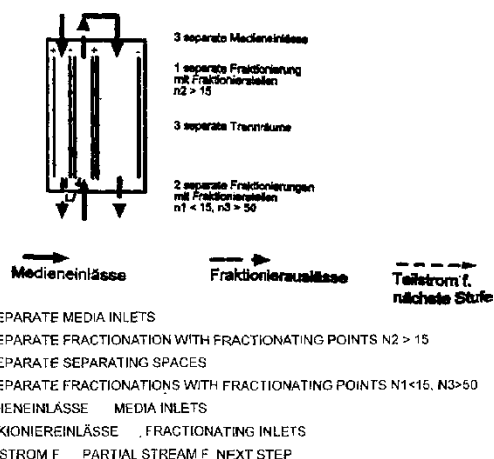 3 separate Medieneinlässe
1 separate Fraktionierung
mit Fraktionierstellen
n2 > 15
3 separate Trennräume
2 separate Fraktionierungen
mit Fraktionierstellen
n1 < 15, n3 > 50
Medieneinlässe
Fraktionierauslässe
Teilstrom f.
nächste Stufe
EPARATE MEDIA INLETS
EPARATE FRACTIONATION WITH FRACTIONATING POINTS N2 > 15
EPARATE SEPARATING SPACES
EPARATE FRACTIONATIONS WITH FRACTIONATING POINTS N1<15, N3>50
IENEINLÄSSE MEDIA INLETS
KIONIEREINLÄSSE , FRACTIONATING INLETS
STROM F PARTIAL STREAM F NEXT STEP